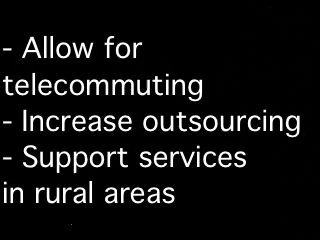 - Allow for
telecommuting
- Increase outsourcing
- Support services
in rural areas